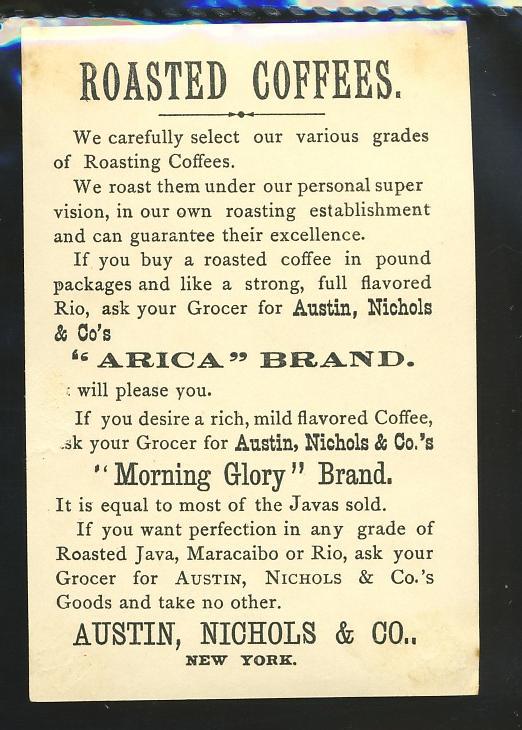 ROASTED COFFEES.
We carefully select our various grades
of Roasting Coffees.
We roast them under our personal super
vision, in our own roasting establishment
and can guarantee their excellence.
If you buy a roasted coffee in pound
packages and like a strong, full flavored
Rio, ask your Grocer for Austin, Nichols
& Co's
"ARICA" BRAND.
will please you.
If you desire a rich, mild flavored Coffee,
sk your Grocer for Austin, Nichols & Co.'s
"Morning Glory" Brand.
It is equal to most of the Javas sold.
If you want perfection in any grade of
Roasted Java, Maracaibo or Rio, ask your
Grocer for AUSTIN, NICHOLS & Co.'s
Goods and take no other.
AUSTIN, NICHOLS & CO..
NEW YORK.